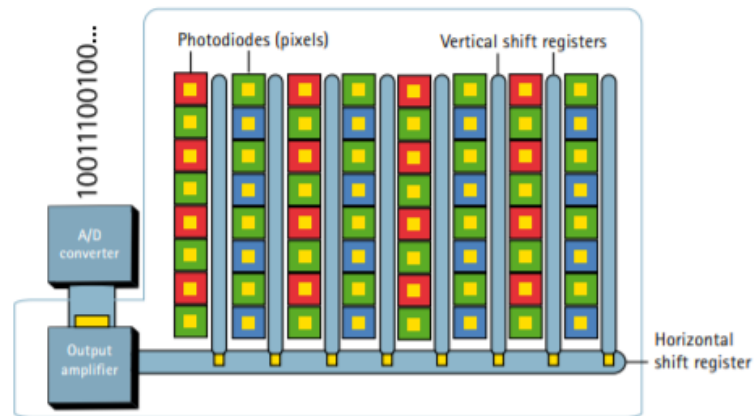 Photodiodes (pixels)
Vertical shift registers
10011100100...
A/D
converter
Output
amplifier
Horizontal
shift register